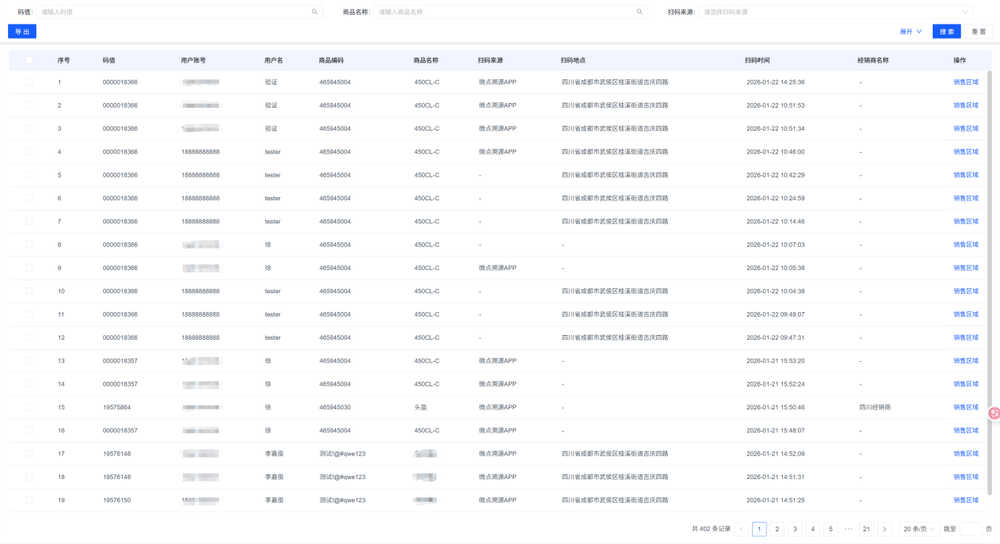 码值: 请输入码值 商品名称: 请输入商品名称 扫码来源: 请选择扫码来源
导出 展开 搜索 重置
序号 码值 用户账号 用户名 商品编码 商品名称 扫码来源 扫码地点 扫码时间 经销商名称 操作
1 0000018366 验证 465945004 450CL-C 微点溯源APP 四川省成都市武侯区桂溪街道吉庆四路 2026-01-22 14:25:36 - 销售区域
2 0000018366 验证 465945004 450CL-C 微点溯源APP 四川省成都市武侯区桂溪街道吉庆四路 2026-01-22 10:51:53 - 销售区域
3 0000018366 验证 465945004 450CL-C 微点溯源APP 四川省成都市武侯区桂溪街道吉庆四路 2026-01-22 10:51:34 - 销售区域
4 0000018366 18888888888 tester 465945004 450CL-C 微点溯源APP 四川省成都市武侯区桂溪街道吉庆四路 2026-01-22 10:46:00 - 销售区域
5 0000018366 18888888888 tester 465945004 450CL-C - 四川省成都市武侯区桂溪街道吉庆四路 2026-01-22 10:42:29 - 销售区域
6 0000018366 18888888888 tester 465945004 450CL-C - 四川省成都市武侯区桂溪街道吉庆四路 2026-01-22 10:24:59 - 销售区域
7 0000018366 18888888888 tester 465945004 450CL-C - 四川省成都市武侯区桂溪街道吉庆四路 2026-01-22 10:14:46 - 销售区域
8 0000018366 徐 465945004 450CL-C - - 2026-01-22 10:07:03 - 销售区域
9 0000018366 徐 465945004 450CL-C 微点溯源APP - 2026-01-22 10:05:38 - 销售区域
10 0000018366 18888888888 tester 465945004 450CL-C - 四川省成都市武侯区桂溪街道吉庆四路 2026-01-22 10:04:38 - 销售区域
11 0000018366 18888888888 tester 465945004 450CL-C - 四川省成都市武侯区桂溪街道吉庆四路 2026-01-22 09:48:07 - 销售区域
12 0000018366 18888888888 tester 465945004 450CL-C - 四川省成都市武侯区桂溪街道吉庆四路 2026-01-22 09:47:31 - 销售区域
13 0000018357 徐 465945004 450CL-C 微点溯源APP - 2026-01-21 15:53:20 - 销售区域
14 0000018357 徐 465945004 450CL-C 微点溯源APP - 2026-01-21 15:52:24 - 销售区域
15 19575864 徐 465945030 头盔 微点溯源APP - 2026-01-21 15:50:46 四川经销商 销售区域
16 0000018357 徐 465945004 450CL-C 微点溯源APP - 2026-01-21 15:48:07 - 销售区域
17 19576148 李嘉俊 测试!@#qwe123 微点溯源APP 四川省成都市武侯区桂溪街道吉庆四路 2026-01-21 14:52:09 - 销售区域
18 19576148 李嘉俊 测试!@#qwe123 微点溯源APP 四川省成都市武侯区桂溪街道吉庆四路 2026-01-21 14:51:31 - 销售区域
19 19576150 李嘉俊 测试!@#qwe123 微点溯源APP 四川省成都市武侯区桂溪街道吉庆四路 2026-01-21 14:51:25 - 销售区域
共 402 条记录 < 1 2 3 4 5 ••• 21 > 20 条/页 跳至 页